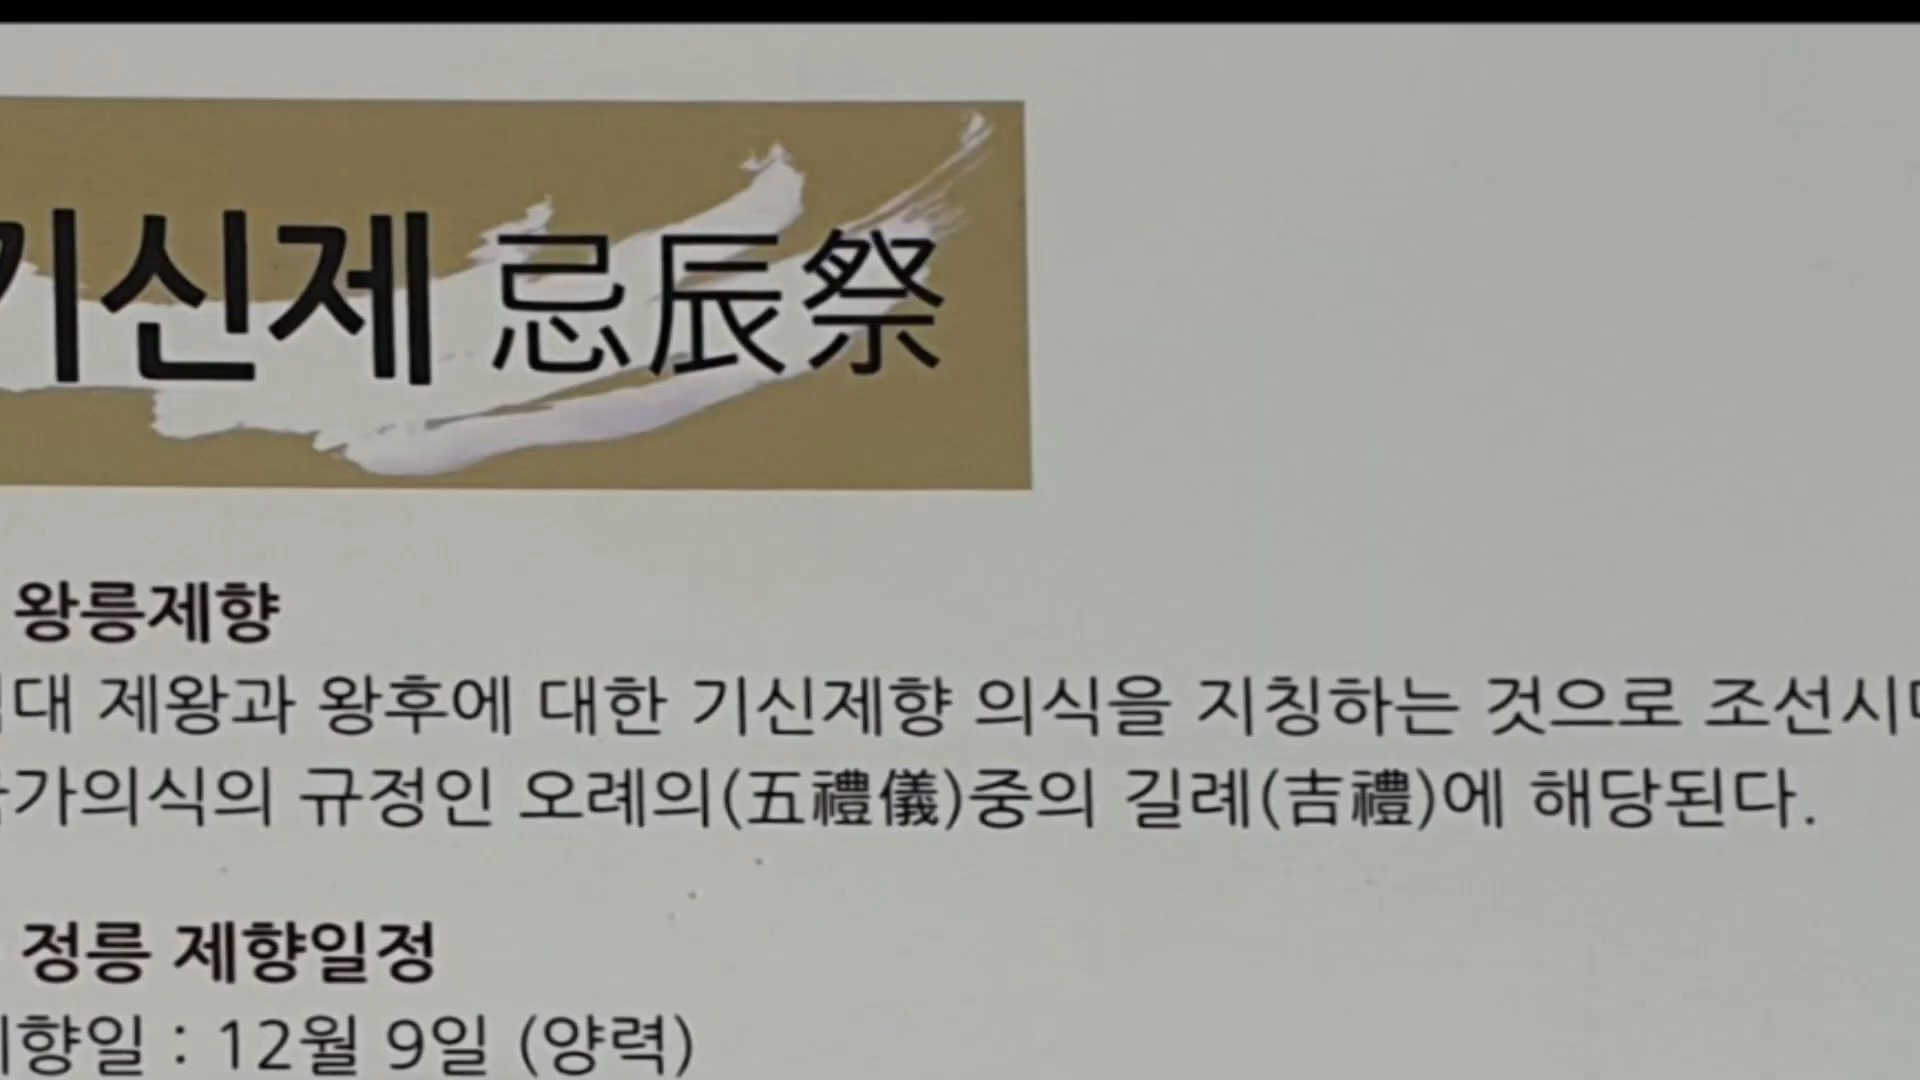 기신제 忌辰祭
왕릉제향
대 제왕과 왕후에 대한 기신제향 의식을 지칭하는 것으로 조선시
가의식의 규정인 오례의(五禮儀)중의 길례(吉禮)에 해당된다.
정릉 제향일정
향일 : 12월 9일 (양력)